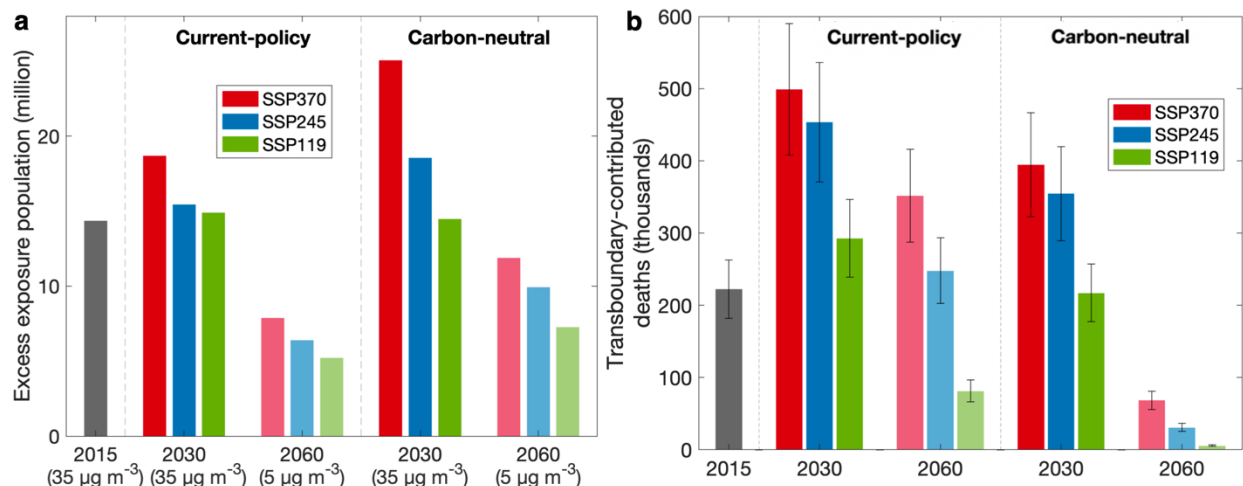 a
Excess exposure population (million)
Current-policy
Carbon-neutral
SSP370
SSP245
SSP119
20
10
0
2015
(35 µg m⁻³)
2030
(35 µg m⁻³)
2060
(5 µg m⁻³)
2030
(35 µg m⁻³)
2060
(5 µg m⁻³)
b
Transboundary-contributed
deaths (thousands)
Current-policy
Carbon-neutral
SSP370
SSP245
SSP119
600
500
400
300
200
100
0
2015
2030
2060
2030
2060